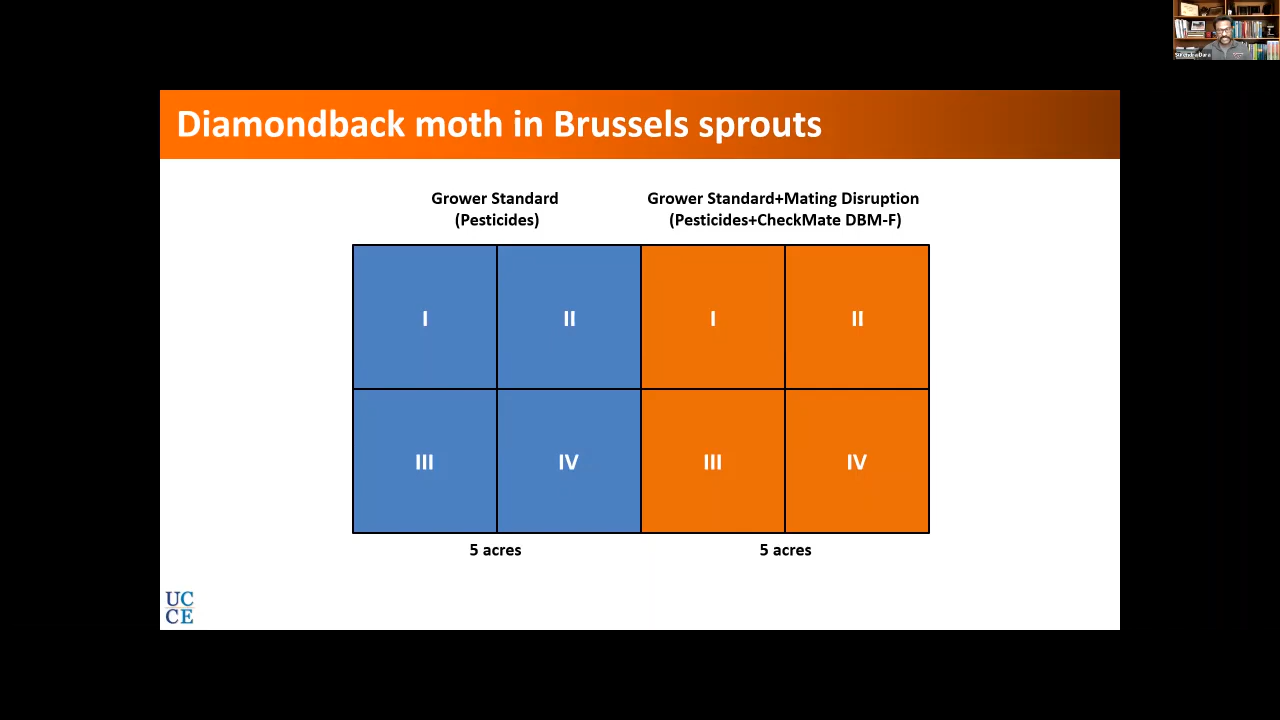 Diamondback moth in Brussels sprouts
Grower Standard
(Pesticides)
Grower Standard+Mating Disruption
(Pesticides+CheckMate DBM-F)
I
II
I
II
III
IV
III
IV
5 acres
5 acres
UC
CE